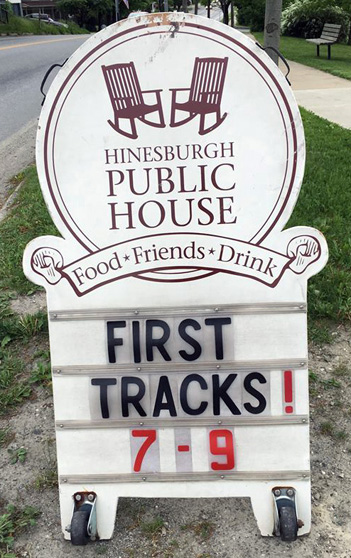 HINESBURGH
PUBLIC
HOUSE
Food ★ Friends ★ Drink
FIRST
TRACKS!
7-9